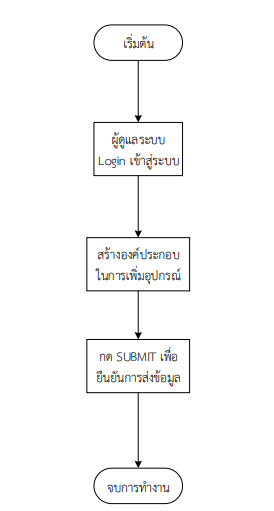 เริ่มต้น
ผู้ดูแลระบบ
Login เข้าสู่ระบบ
สร้างองค์ประกอบ
ในการเพิ่มอุปกรณ์
กด SUBMIT เพื่อ
ยืนยันการส่งข้อมูล
จบการทำงาน